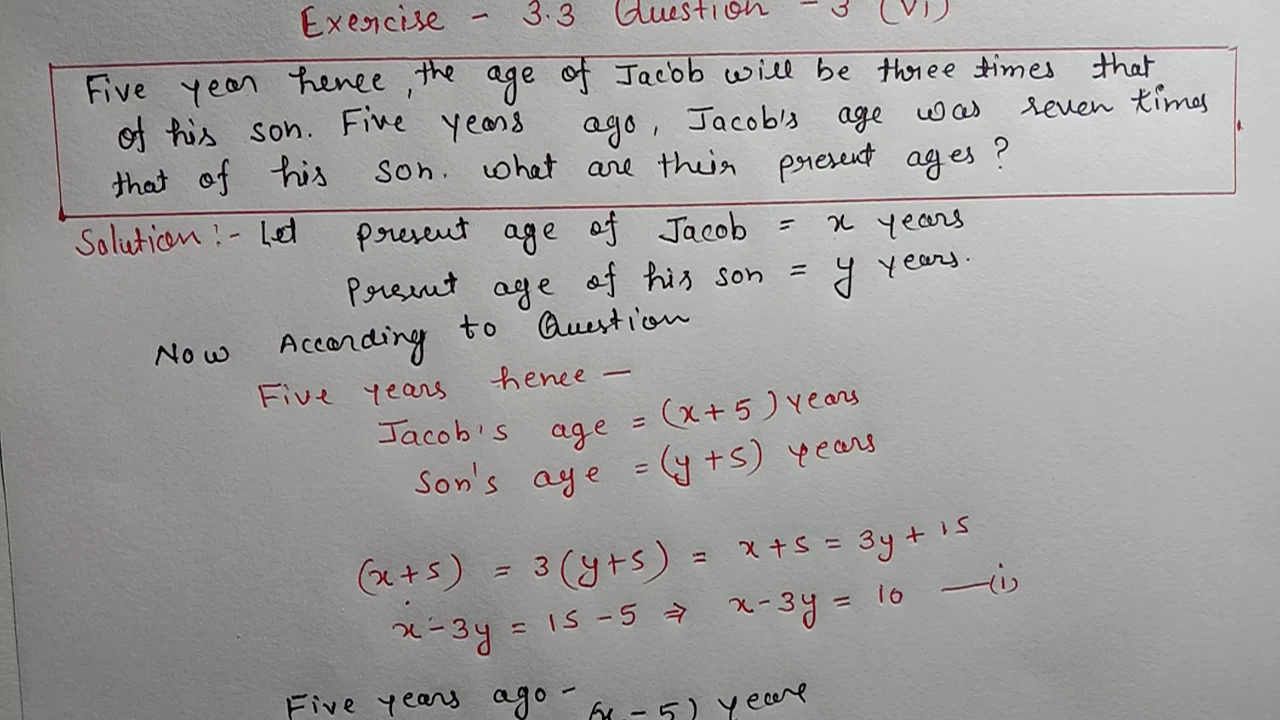 Exercise - 3.3 Question - 3 (vi)
Five year hence, the age of Jacob will be three times that
of his son. Five years ago, Jacob's age was seven times
that of his son. what are their present ages?
Solution:- Let present age of Jacob = x years
Present age of his son = y years.
Now According to Question
Five years hence -
Jacob's age = (x+5) years
Son's age = (y+5) years
(x+5) = 3(y+5) = x+5 = 3y+15
x-3y = 15-5 ⇒ x-3y = 10 —(i)
Five years ago - (x-5) years